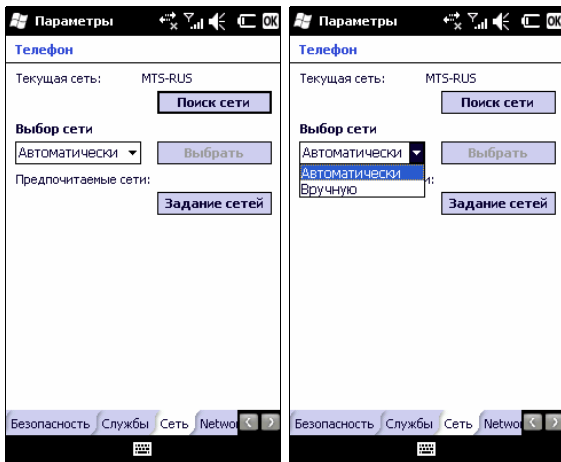 Параметры
OK
Телефон
Текущая сеть: MTS-RUS
Поиск сети
Выбор сети
Автоматически
Выбрать
Предпочитаемые сети:
Задание сетей
Безопасность Службы Сеть
Параметры
OK
Телефон
Текущая сеть: MTS-RUS
Поиск сети
Выбор сети
Автоматически
Выбрать
Автоматически
Вручную
Задание сетей
Безопасность Службы Сеть